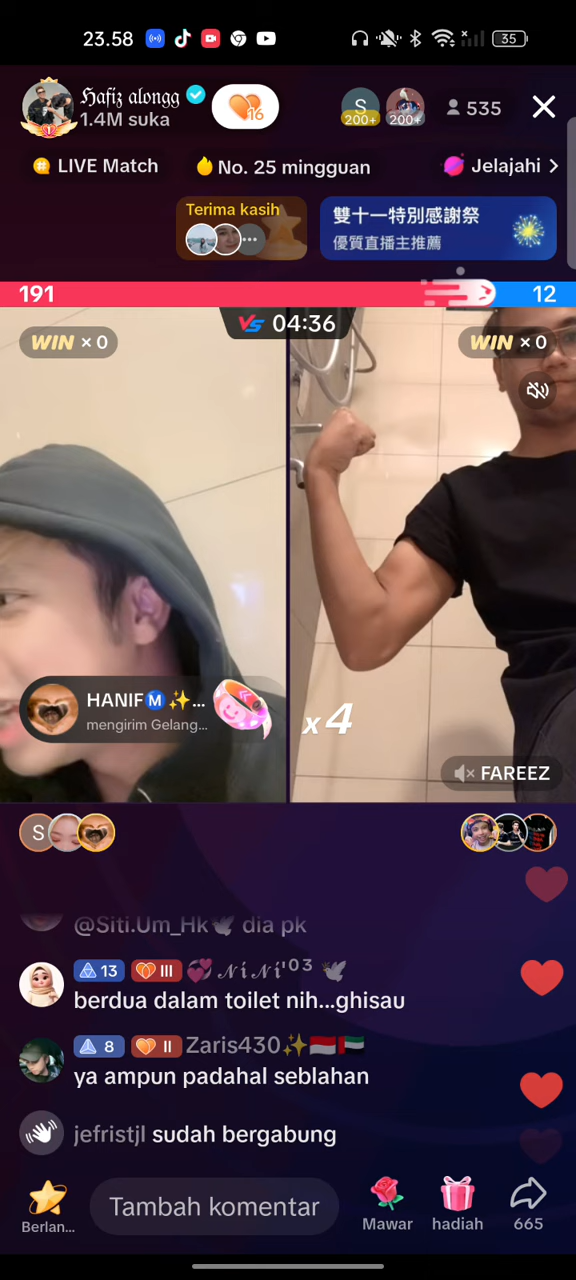 23.58
35
ℌ𝔞𝔣𝔦𝔷 𝔞𝔩𝔬𝔫𝔤𝔤
1.4M suka
16
S
200+
200+
535
LIVE Match
No. 25 mingguan
Jelajahi
Terima kasih
雙十一特別感謝祭
優質直播主推薦
191
12
VS 04:36
WIN × 0
WIN × 0
HANIFⓂ️✨...
mengirim Gelang...
x4
FAREEZ
S
@Siti.Um_Hk🕊 dia pk
13 III 💞𝓝𝓲𝓝𝓲'⁰³ 🕊
berdua dalam toilet nih...ghisau
8 II Zaris430✨🇮🇩🇦🇪
ya ampun padahal seblahan
jefristjl sudah bergabung
Tambah komentar
Berlan...
Mawar
hadiah
665